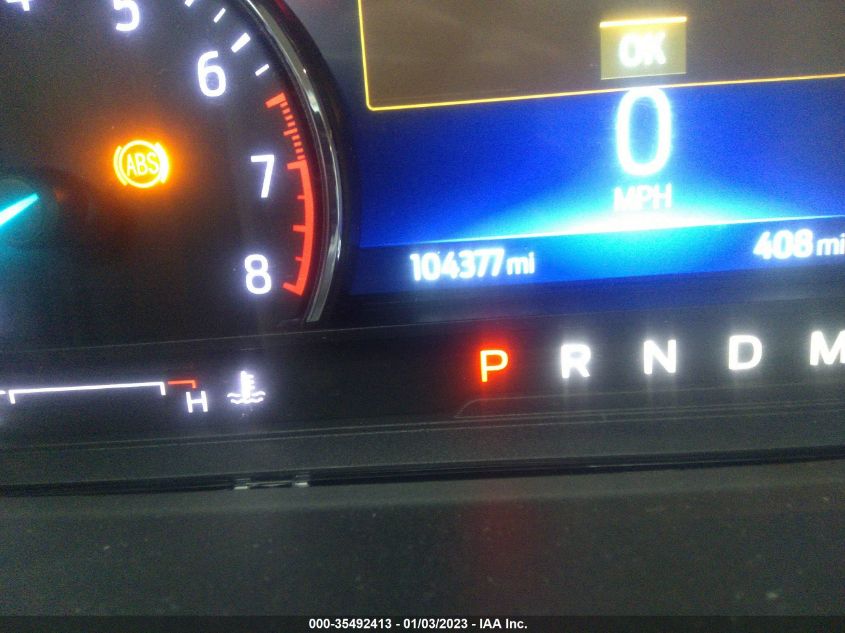 5
6
7
8
ABS
OK
0
MPH
104377 mi
408 mi
H
P R N D M
000-35492413 - 01/03/2023 - IAA Inc.